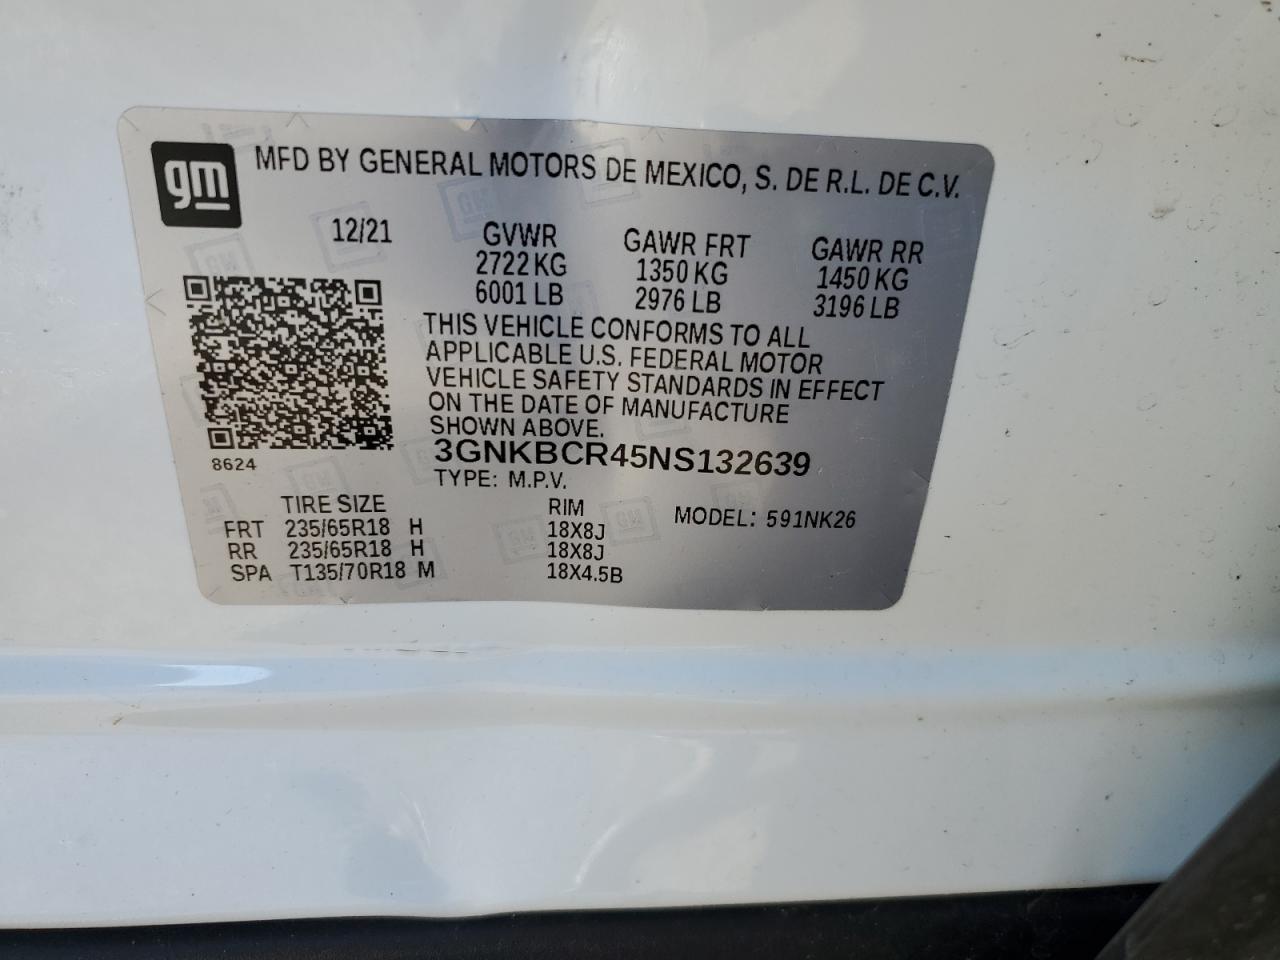 gm
MFD BY GENERAL MOTORS DE MEXICO, S. DE R.L. DE C.V.
12/21 GVWR GAWR FRT GAWR RR
2722 KG 1350 KG 1450 KG
6001 LB 2976 LB 3196 LB
THIS VEHICLE CONFORMS TO ALL
APPLICABLE U.S. FEDERAL MOTOR
VEHICLE SAFETY STANDARDS IN EFFECT
ON THE DATE OF MANUFACTURE
SHOWN ABOVE.
8624
3GNKBCR45NS132639
TYPE: M.P.V.
TIRE SIZE RIM MODEL: 591NK26
FRT 235/65R18 H 18X8J
RR 235/65R18 H 18X8J
SPA T135/70R18 M 18X4.5B